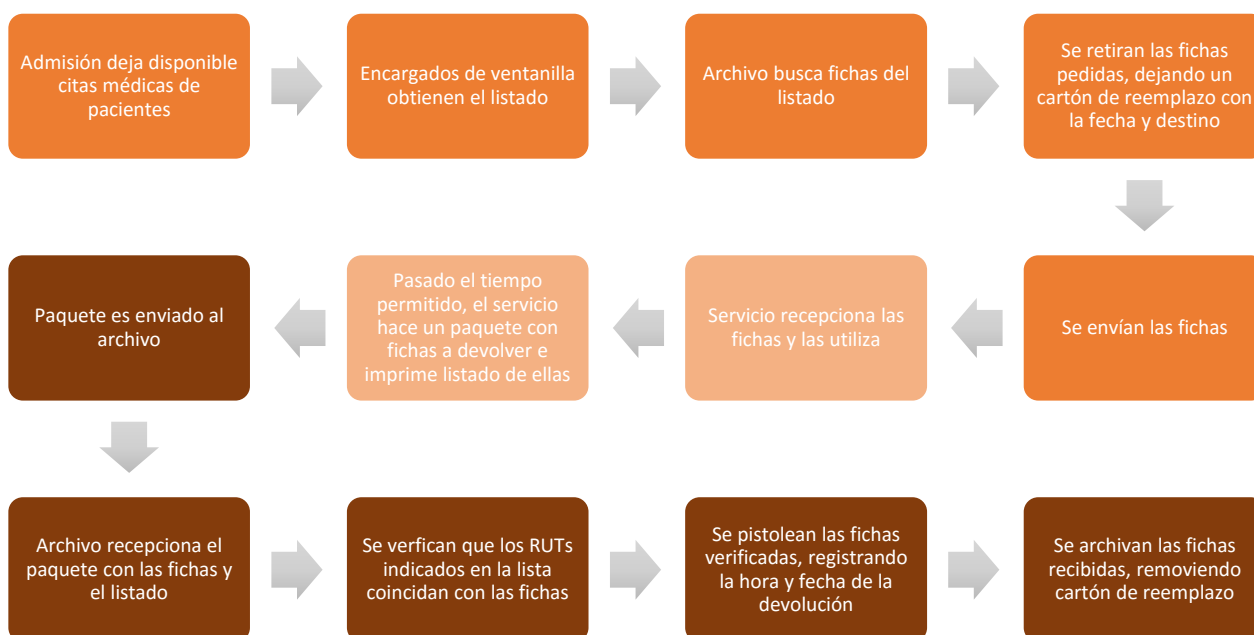 Admisión deja disponible
citas médicas de
pacientes
Encargados de ventanilla
obtienen el listado
Archivo busca fichas del
listado
Se retiran las fichas
pedidas, dejando un
cartón de reemplazo con
la fecha y destino
Se envían las fichas
Servicio recepciona las
fichas y las utiliza
Pasado el tiempo
permitido, el servicio
hace un paquete con
fichas a devolver e
imprime listado de ellas
Paquete es enviado al
archivo
Archivo recepciona el
paquete con las fichas y
el listado
Se verfican que los RUTs
indicados en la lista
coincidan con las fichas
Se pistolean las fichas
verificadas, registrando
la hora y fecha de la
devolución
Se archivan las fichas
recibidas, removiendo
cartón de reemplazo